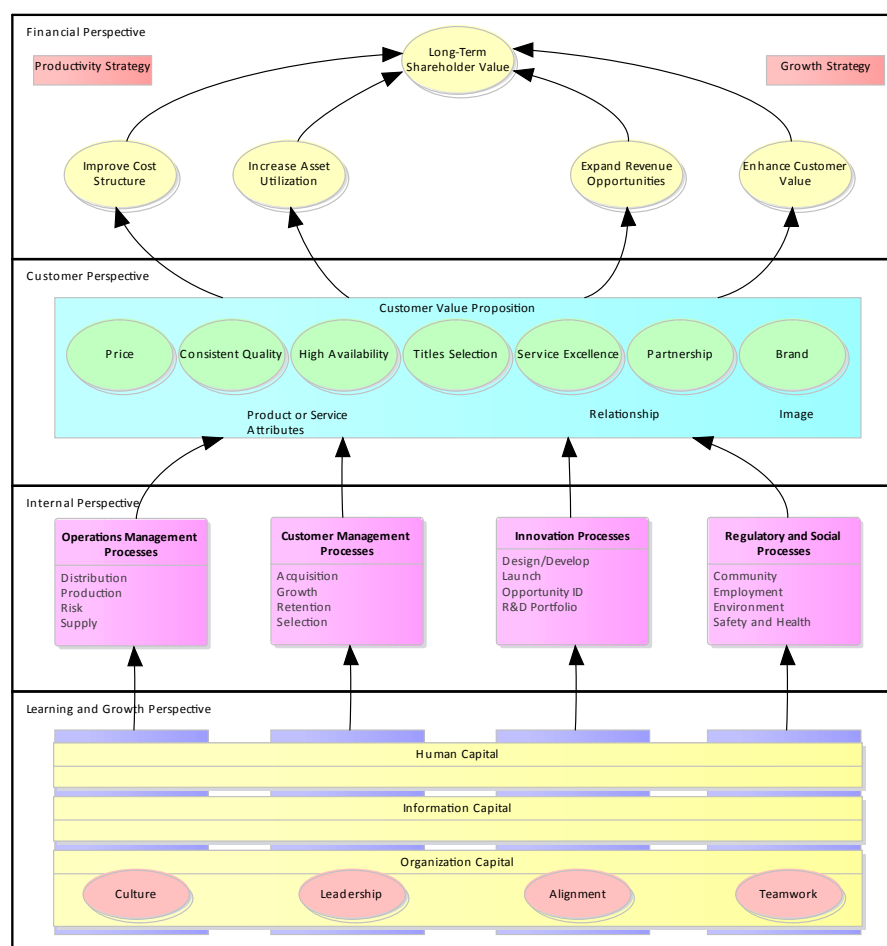 Financial Perspective
Long-Term
Shareholder Value
Productivity Strategy
Growth Strategy
Improve Cost
Structure
Increase Asset
Utilization
Expand Revenue
Opportunities
Enhance Customer
Value
Customer Perspective
Customer Value Proposition
Price
Consistent Quality
High Availability
Titles Selection
Service Excellence
Partnership
Brand
Product or Service
Attributes
Relationship
Image
Internal Perspective
Operations Management
Processes
Distribution
Production
Risk
Supply
Customer Management
Processes
Acquisition
Growth
Retention
Selection
Innovation Processes
Design/Develop
Launch
Opportunity ID
R&D Portfolio
Regulatory and Social
Processes
Community
Employment
Environment
Safety and Health
Learning and Growth Perspective
Human Capital
Information Capital
Organization Capital
Culture
Leadership
Alignment
Teamwork